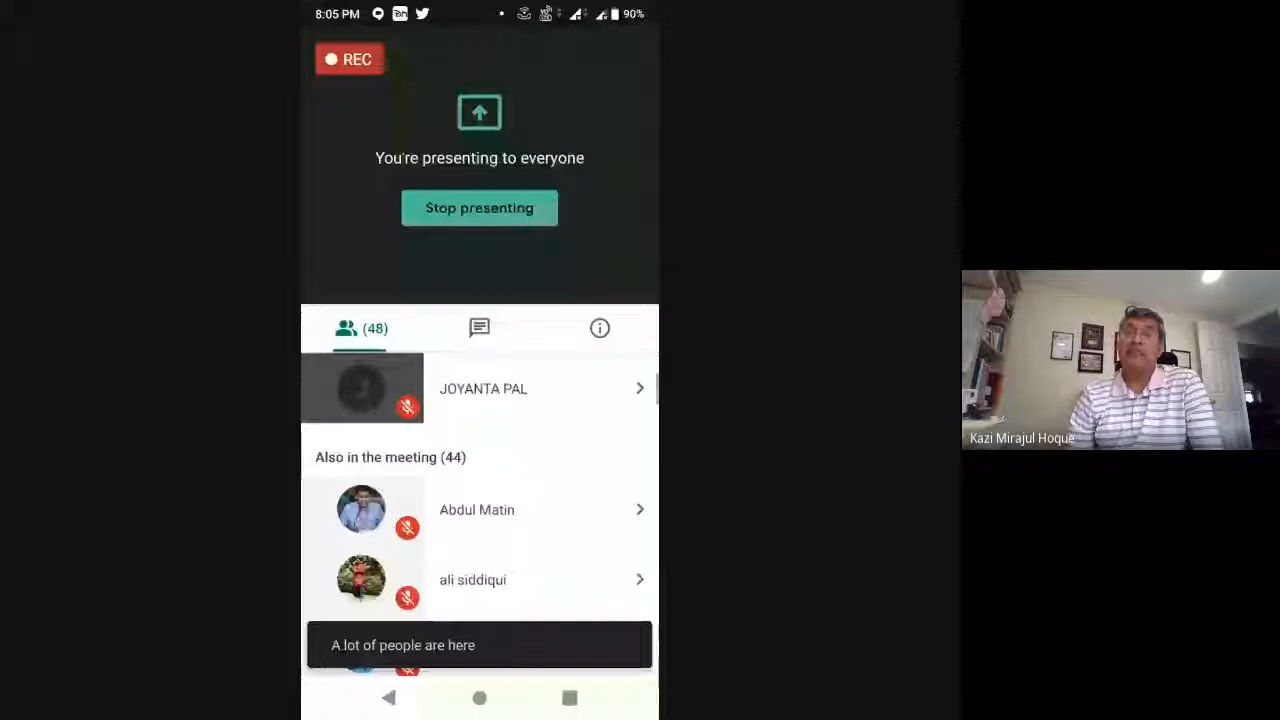 8:05 PM
90%
REC
You're presenting to everyone
Stop presenting
(48)
JOYANTA PAL
Also in the meeting (44)
Abdul Matin
ali siddiqui
A lot of people are here
Kazi Mirajul Hoque